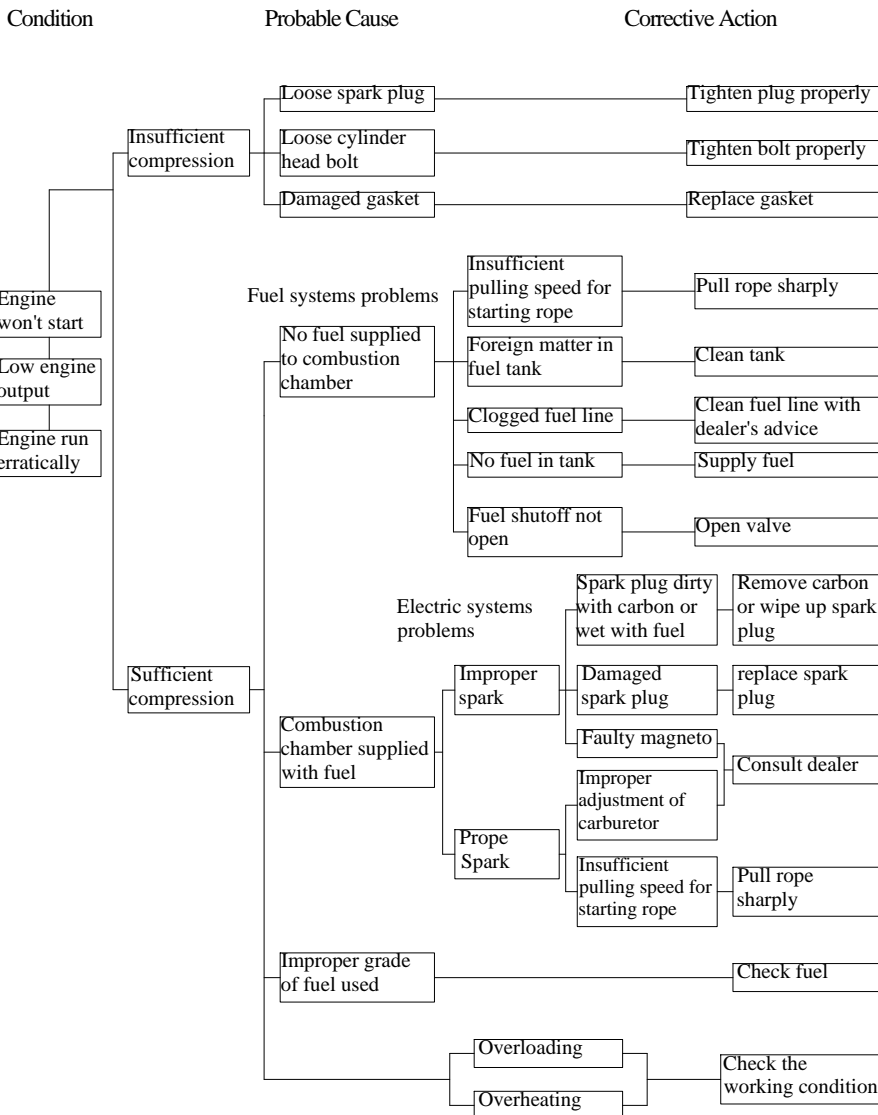 Condition
Probable Cause
Corrective Action
Loose spark plug
Tighten plug properly
Insufficient
compression
Loose cylinder
head bolt
Tighten bolt properly
Damaged gasket
Replace gasket
Engine
won't start
Low engine
output
Engine run
erratically
Fuel systems problems
No fuel supplied
to combustion
chamber
Insufficient
pulling speed for
starting rope
Pull rope sharply
Foreign matter in
fuel tank
Clean tank
Clogged fuel line
Clean fuel line with
dealer's advice
No fuel in tank
Supply fuel
Fuel shutoff not
open
Open valve
Sufficient
compression
Electric systems
problems
Combustion
chamber supplied
with fuel
Improper
spark
Spark plug dirty
with carbon or
wet with fuel
Remove carbon
or wipe up spark
plug
Damaged
spark plug
replace spark
plug
Faulty magneto
Consult dealer
Prope
Spark
Improper
adjustment of
carburetor
Insufficient
pulling speed for
starting rope
Pull rope
sharply
Improper grade
of fuel used
Check fuel
Overloading
Overheating
Check the
working condition